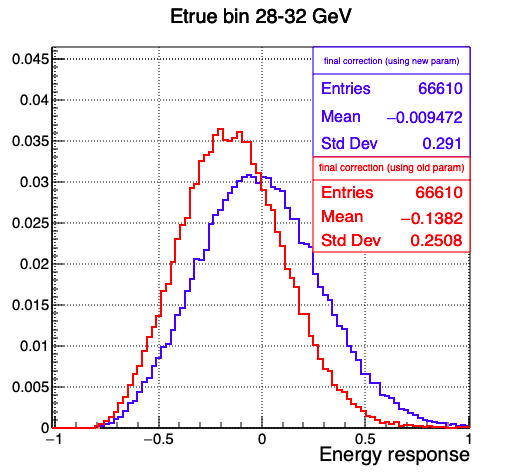 Etrue bin 28-32 GeV
final correction (using new param)
Entries 66610
Mean −0.009472
Std Dev 0.291
final correction (using old param)
Entries 66610
Mean −0.1382
Std Dev 0.2508
0.045
0.04
0.035
0.03
0.025
0.02
0.015
0.01
0.005
0
−1 −0.5 0 0.5 1
Energy response